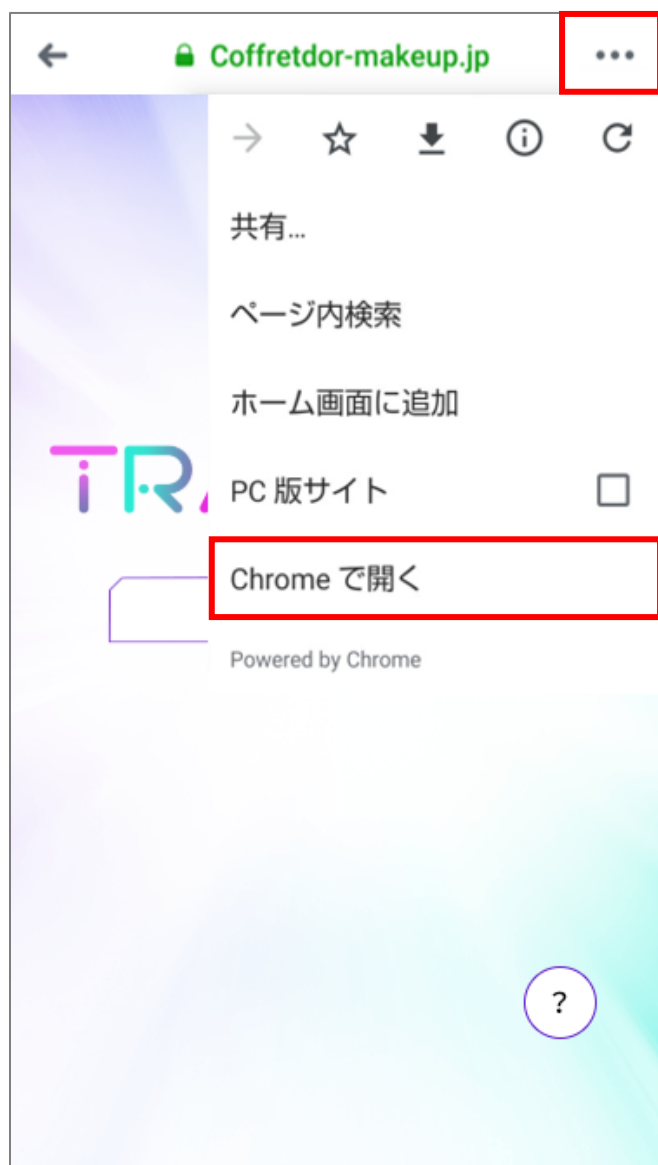 Coffretdor-makeup.jp
共有...
ページ内検索
ホーム画面に追加
PC 版サイト
TR
Chrome で開く
Powered by Chrome
?